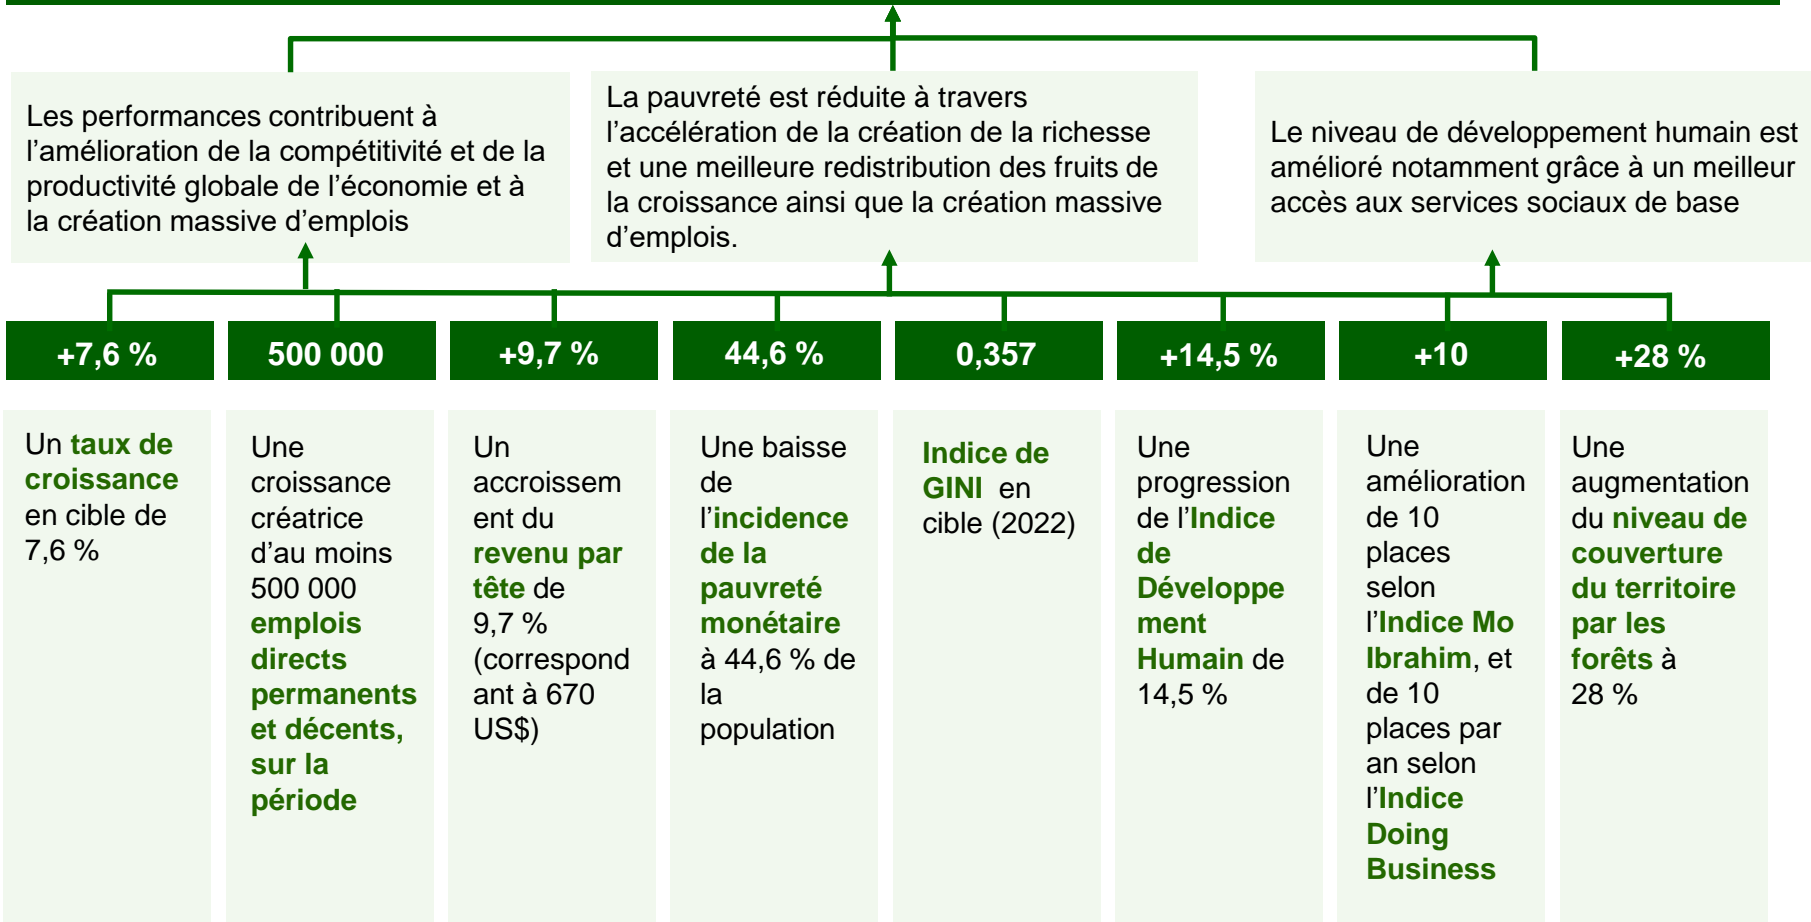 Les performances contribuent à
l’amélioration de la compétitivité et de la
productivité globale de l’économie et à
la création massive d’emplois
La pauvreté est réduite à travers
l’accélération de la création de la richesse
et une meilleure redistribution des fruits de
la croissance ainsi que la création massive
d’emplois.
Le niveau de développement humain est
amélioré notamment grâce à un meilleur
accès aux services sociaux de base
+7,6 %
500 000
+9,7 %
44,6 %
0,357
+14,5 %
+10
+28 %
Un taux de
croissance
en cible de
7,6 %
Une
croissance
créatrice
d’au moins
500 000
emplois
directs
permanents
et décents,
sur la
période
Un
accroissem
ent du
revenu par
tête de
9,7 %
(correspond
ant à 670
US$)
Une baisse
de
l’incidence
de la
pauvreté
monétaire
à 44,6 % de
la
population
Indice de
GINI en
cible (2022)
Une
progression
de l’Indice
de
Développe
ment
Humain de
14,5 %
Une
amélioration
de 10
places
selon
l’Indice Mo
Ibrahim, et
de 10
places par
an selon
l’Indice
Doing
Business
Une
augmentation
du niveau de
couverture
du territoire
par les
forêts à
28 %